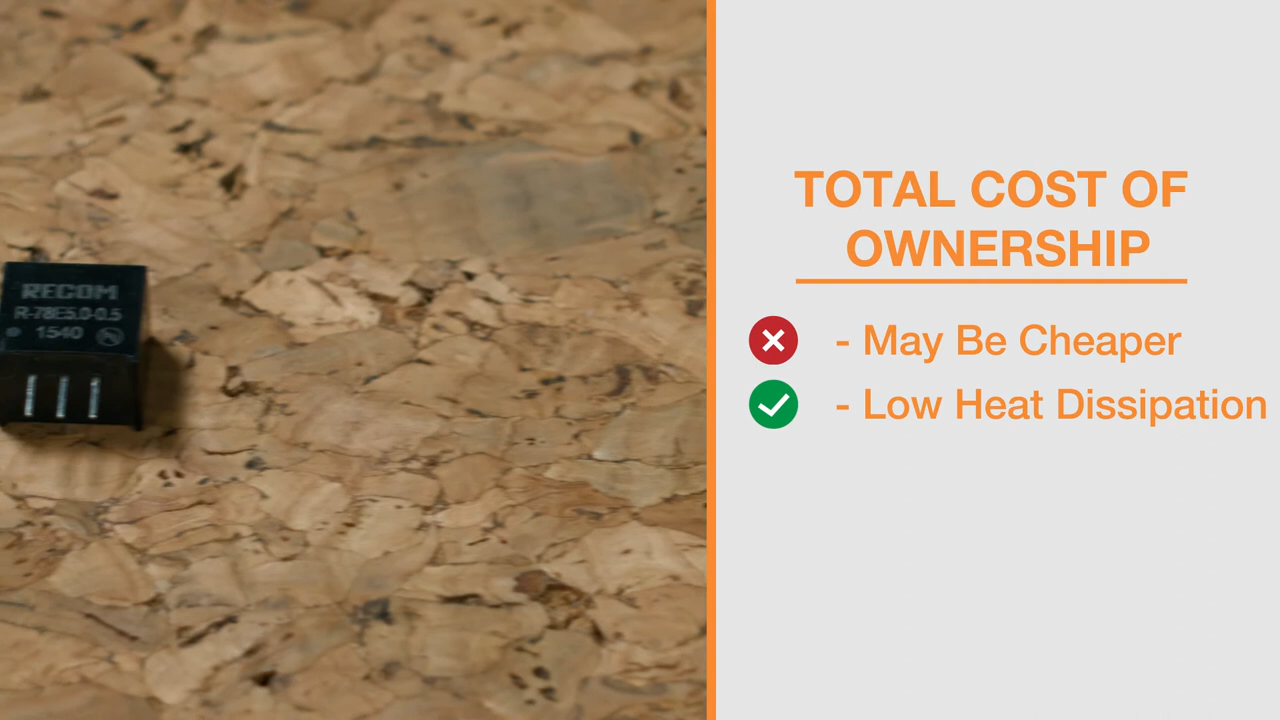 RECOM
R-78E5.0-0.5
1540
TOTAL COST OF
OWNERSHIP
- May Be Cheaper
- Low Heat Dissipation